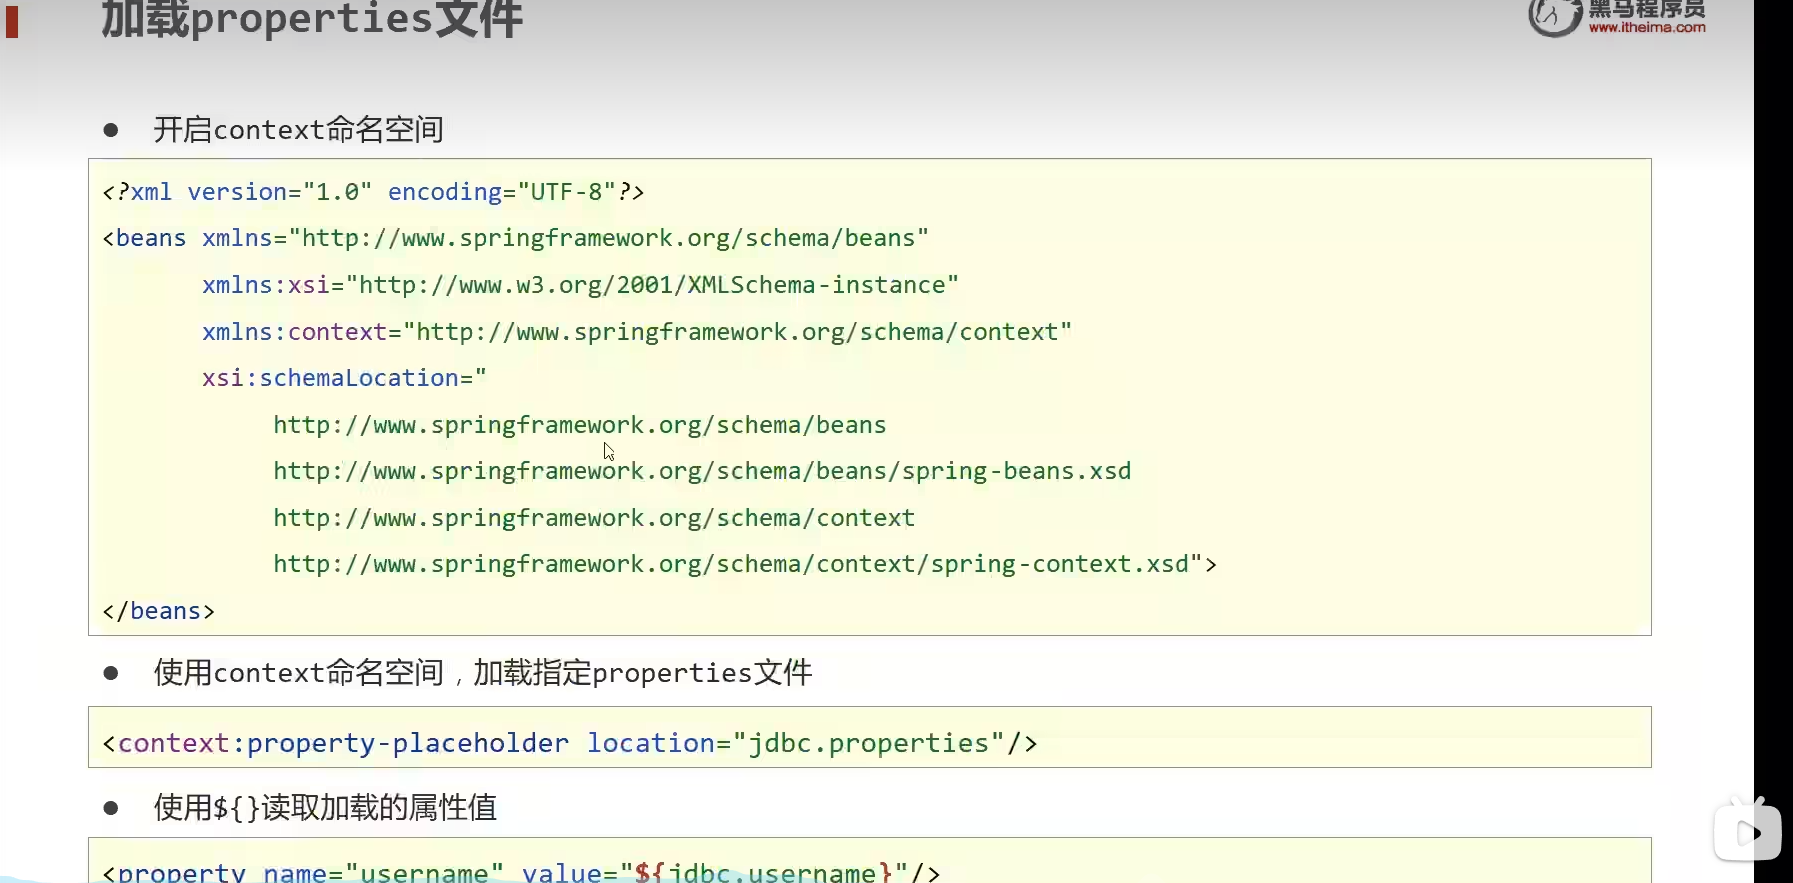 加载properties文件
黑马程序员
www.itheima.com
● 开启context命名空间
<?xml version="1.0" encoding="UTF-8"?>
<beans xmlns="http://www.springframework.org/schema/beans"
xmlns:xsi="http://www.w3.org/2001/XMLSchema-instance"
xmlns:context="http://www.springframework.org/schema/context"
xsi:schemaLocation="
http://www.springframework.org/schema/beans
http://www.springframework.org/schema/beans/spring-beans.xsd
http://www.springframework.org/schema/context
http://www.springframework.org/schema/context/spring-context.xsd">
</beans>
● 使用context命名空间，加载指定properties文件
<context:property-placeholder location="jdbc.properties"/>
● 使用${}读取加载的属性值
<property name="username" value="${jdbc.username}"/>